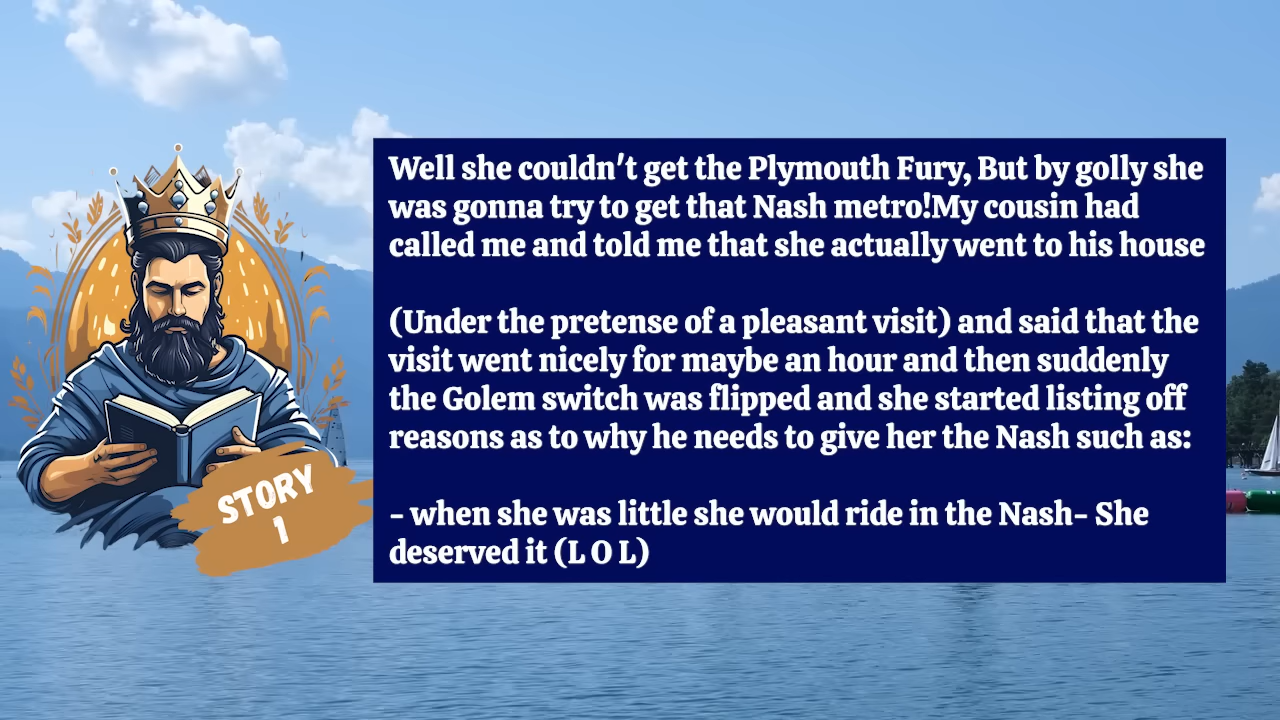 Well she couldn't get the Plymouth Fury, But by golly she
was gonna try to get that Nash metro!My cousin had
called me and told me that she actually went to his house
(Under the pretense of a pleasant visit) and said that the
visit went nicely for maybe an hour and then suddenly
the Golem switch was flipped and she started listing off
reasons as to why he needs to give her the Nash such as:
- when she was little she would ride in the Nash- She
deserved it (L O L)
STORY
1